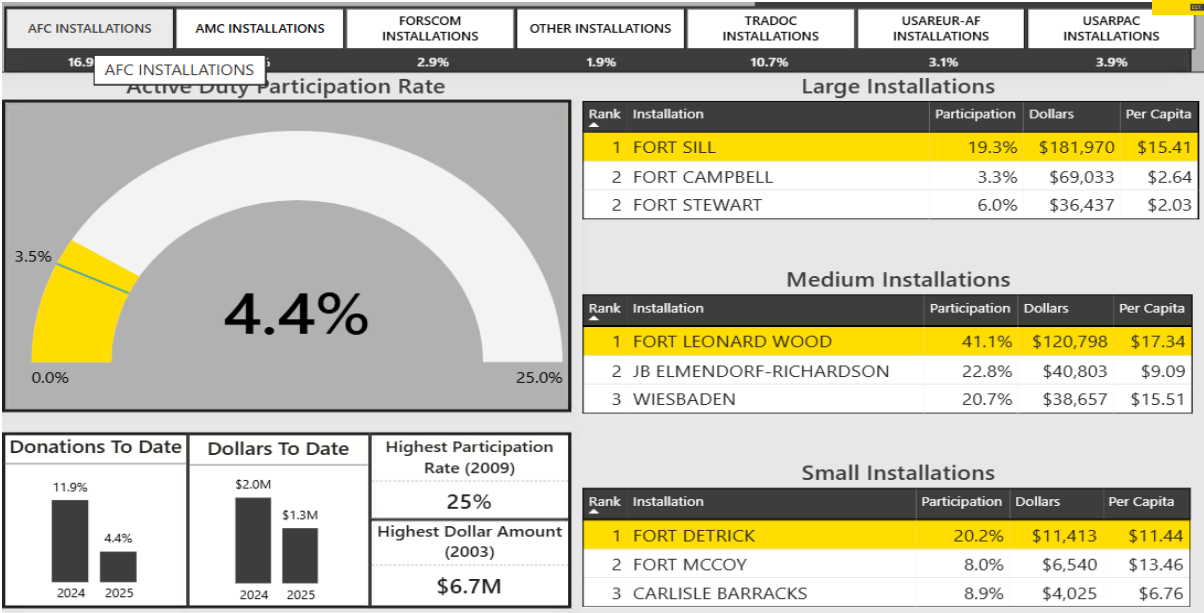 AFC INSTALLATIONS
AMC INSTALLATIONS
FORSCOM
INSTALLATIONS
OTHER INSTALLATIONS
TRADOC
INSTALLATIONS
USAREUR-AF
INSTALLATIONS
USARPAC
INSTALLATIONS
16.9
%
2.9%
1.9%
10.7%
3.1%
3.9%
AFC INSTALLATIONS
Active Duty Participation Rate
3.5%
4.4%
0.0%
25.0%
Donations To Date
11.9%
4.4%
2024 2025
Dollars To Date
$2.0M
$1.3M
2024 2025
Highest Participation
Rate (2009)
25%
Highest Dollar Amount
(2003)
$6.7M
Large Installations
Rank Installation Participation Dollars Per Capita
1 FORT SILL 19.3% $181,970 $15.41
2 FORT CAMPBELL 3.3% $69,033 $2.64
2 FORT STEWART 6.0% $36,437 $2.03
Medium Installations
Rank Installation Participation Dollars Per Capita
1 FORT LEONARD WOOD 41.1% $120,798 $17.34
2 JB ELMENDORF-RICHARDSON 22.8% $40,803 $9.09
3 WIESBADEN 20.7% $38,657 $15.51
Small Installations
Rank Installation Participation Dollars Per Capita
1 FORT DETRICK 20.2% $11,413 $11.44
2 FORT MCCOY 8.0% $6,540 $13.46
3 CARLISLE BARRACKS 8.9% $4,025 $6.76